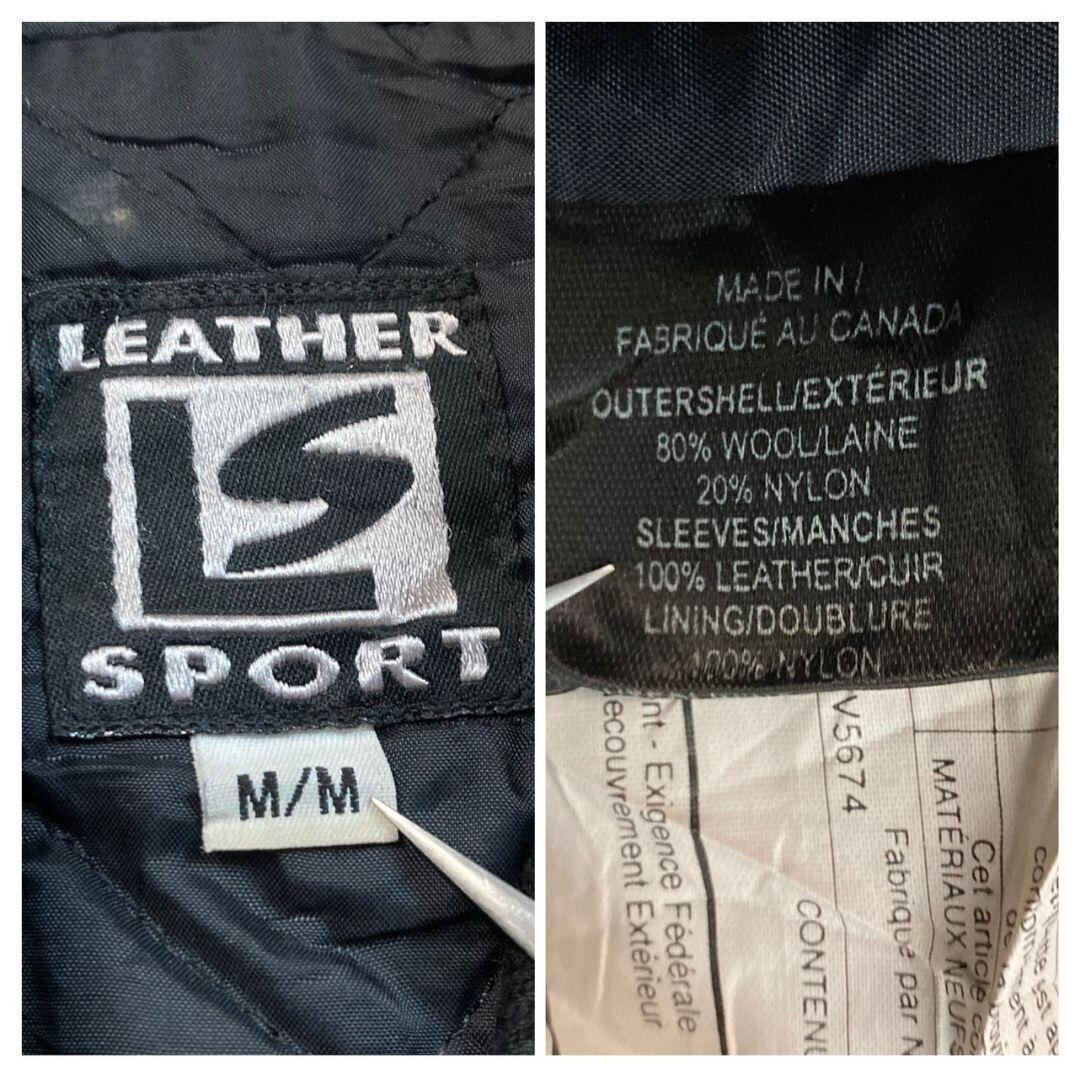 LEATHER
LS
SPORT
M/M
MADE IN /
FABRIQUÉ AU CANADA
OUTERSHELL/EXTÉRIEUR
80% WOOL/LAINE
20% NYLON
SLEEVES/MANCHES
100% LEATHER/CUIR
LINING/DOUBLURE
100% NYLON
Cet article
MATÉRIAUX NEUFS
Fabriqué par
V5674
CONTENU
- Exigence Fédérale
Extérieur